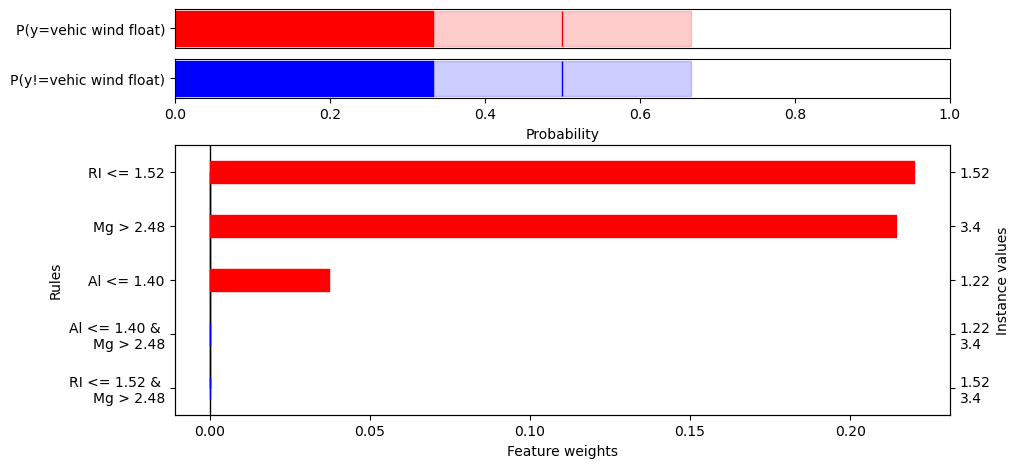 P(y=vehic wind float)
P(y!=vehic wind float)
0.0 0.2 0.4 0.6 0.8 1.0
Probability
RI <= 1.52 1.52
Mg > 2.48 3.4
Rules
Al <= 1.40 1.22
Instance values
Al <= 1.40 & 1.22
Mg > 2.48 3.4
RI <= 1.52 & 1.52
Mg > 2.48 3.4
0.00 0.05 0.10 0.15 0.20
Feature weights